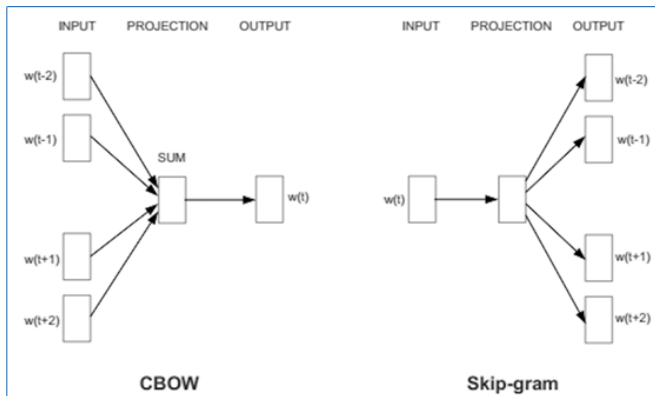 INPUT PROJECTION OUTPUT
w(t-2)
w(t-1)
SUM
w(t)
w(t+1)
w(t+2)
CBOW
INPUT PROJECTION OUTPUT
w(t-2)
w(t-1)
w(t)
w(t+1)
w(t+2)
Skip-gram